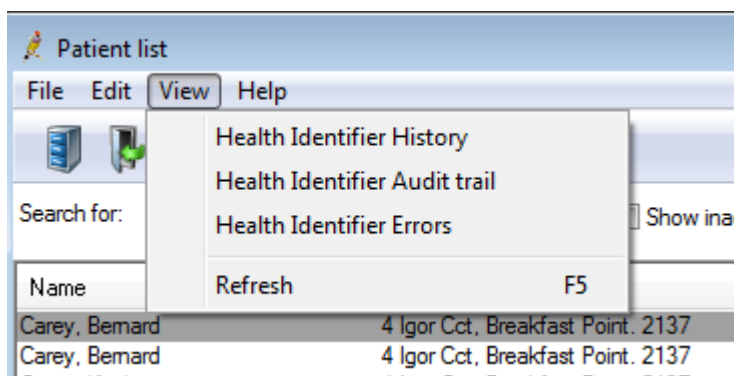 Patient list
File Edit View Help
Health Identifier History
Health Identifier Audit trail
Search for:
Health Identifier Errors
Show ina
Name
Refresh F5
Carey, Bernard 4 Igor Cct, Breakfast Point. 2137
Carey, Bernard 4 Igor Cct, Breakfast Point. 2137